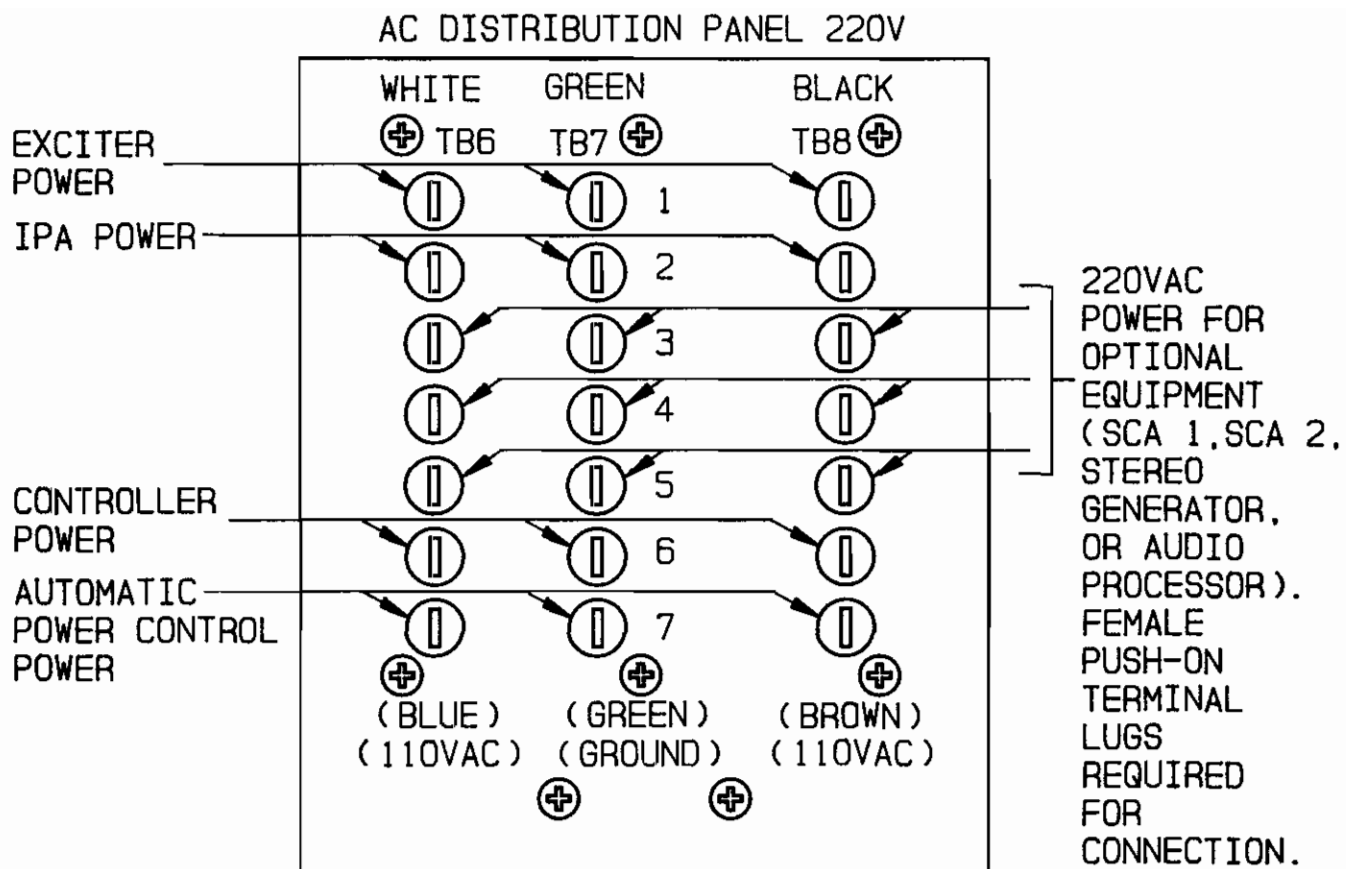 AC DISTRIBUTION PANEL 220V
WHITE GREEN BLACK
TB6 TB7 TB8
EXCITER
POWER
1
IPA POWER
2
3
4
5
CONTROLLER
POWER
6
AUTOMATIC
POWER CONTROL
POWER
7
(BLUE) (GREEN) (BROWN)
(110VAC) (GROUND) (110VAC)
220VAC
POWER FOR
OPTIONAL
EQUIPMENT
(SCA 1,SCA 2,
STEREO
GENERATOR,
OR AUDIO
PROCESSOR).
FEMALE
PUSH-ON
TERMINAL
LUGS
REQUIRED
FOR
CONNECTION.